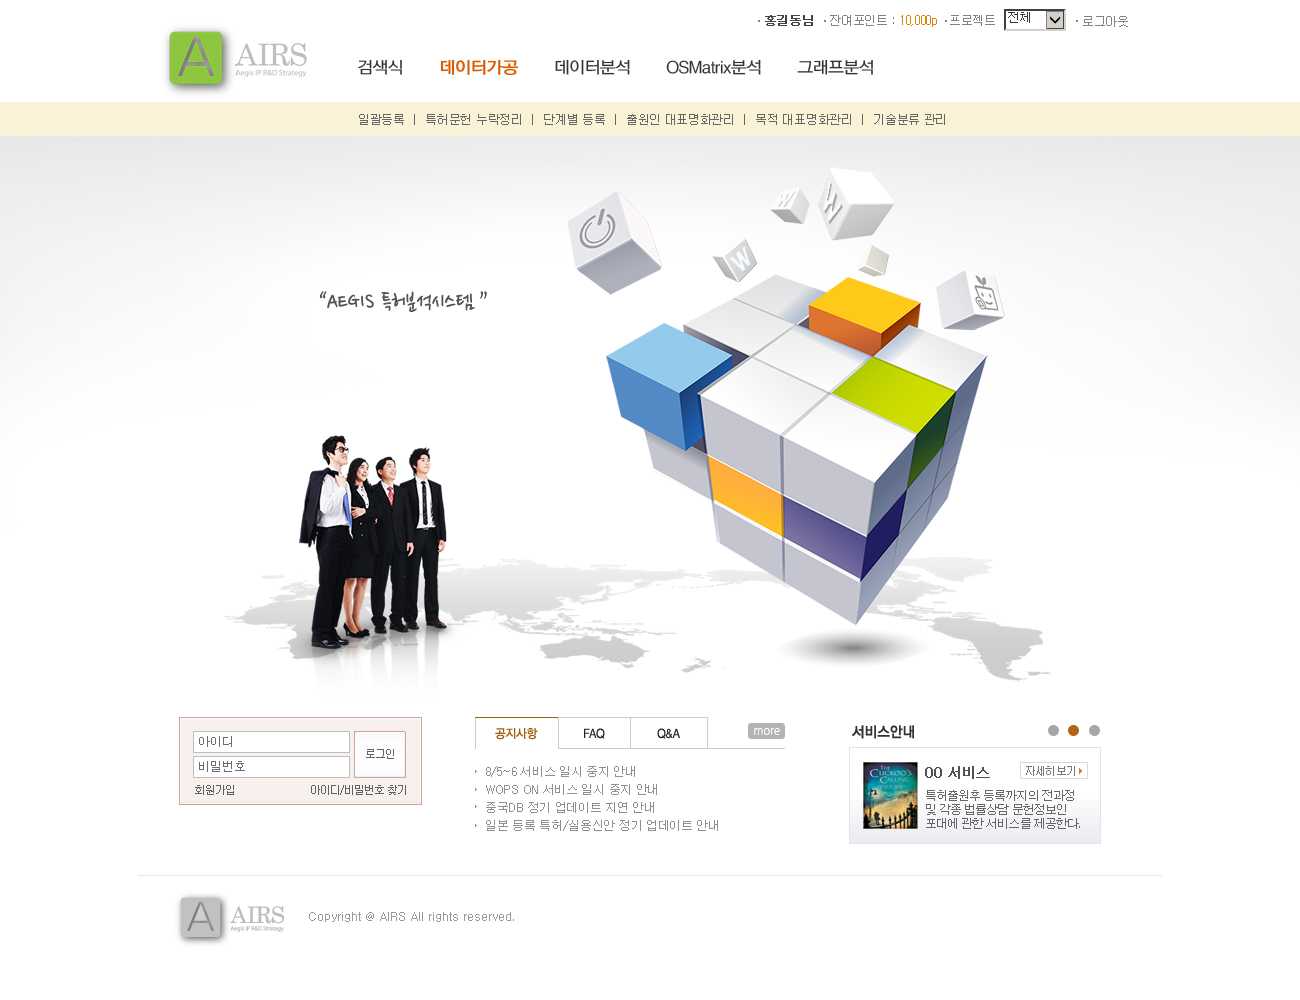 · 홍길동님 · 잔여포인트 : 10,000p · 프로젝트 전체 · 로그아웃
A AIRS
Aegis IP R&D Strategy
검색식 데이터가공 데이터분석 OSMatrix분석 그래프분석
일괄등록 | 특허문헌 누락정리 | 단계별 등록 | 출원인 대표명화관리 | 목적 대표명화관리 | 기술분류 관리
W
W
W
“AEGIS 특허분석시스템 ”
아이디
비밀번호
로그인
회원가입 아이디/비밀번호 찾기
공지사항 FAQ Q&A more
8/5~6 서비스 일시 중지 안내
WOPS ON 서비스 일시 중지 안내
중국DB 정기 업데이트 지연 안내
일본 등록 특허/실용신안 정기 업데이트 안내
서비스안내
THE
CUCKOO'S
CALLING
00 서비스 자세히보기
특허출원후 등록까지의 전과정
및 각종 법률상담 문헌정보인
포대에 관한 서비스를 제공한다.
A AIRS
Aegis IP R&D Strategy
Copyright @ AIRS All rights reserved.